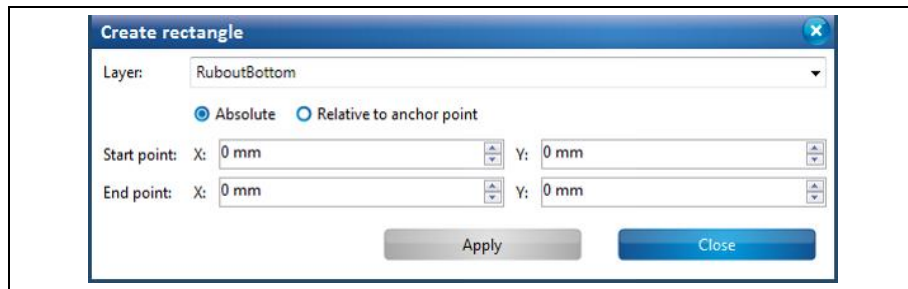 Create rectangle
Layer: RuboutBottom
Absolute Relative to anchor point
Start point: X: 0 mm Y: 0 mm
End point: X: 0 mm Y: 0 mm
Apply Close